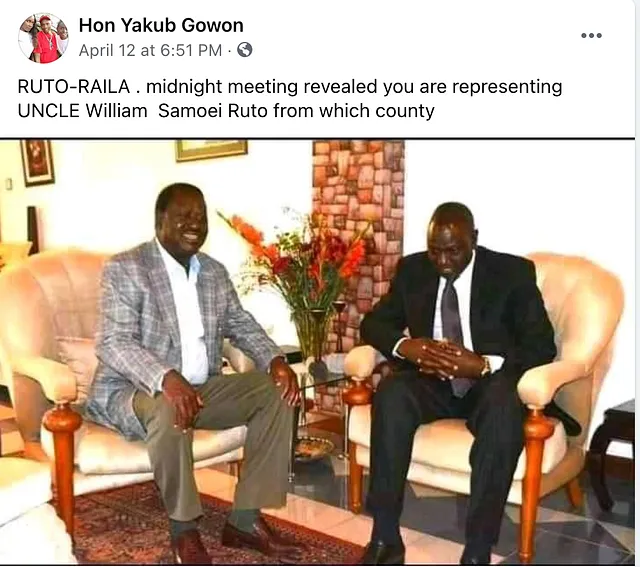 Hon Yakub Gowon
April 12 at 6:51 PM ·
RUTO-RAILA . midnight meeting revealed you are representing
UNCLE William Samoei Ruto from which county